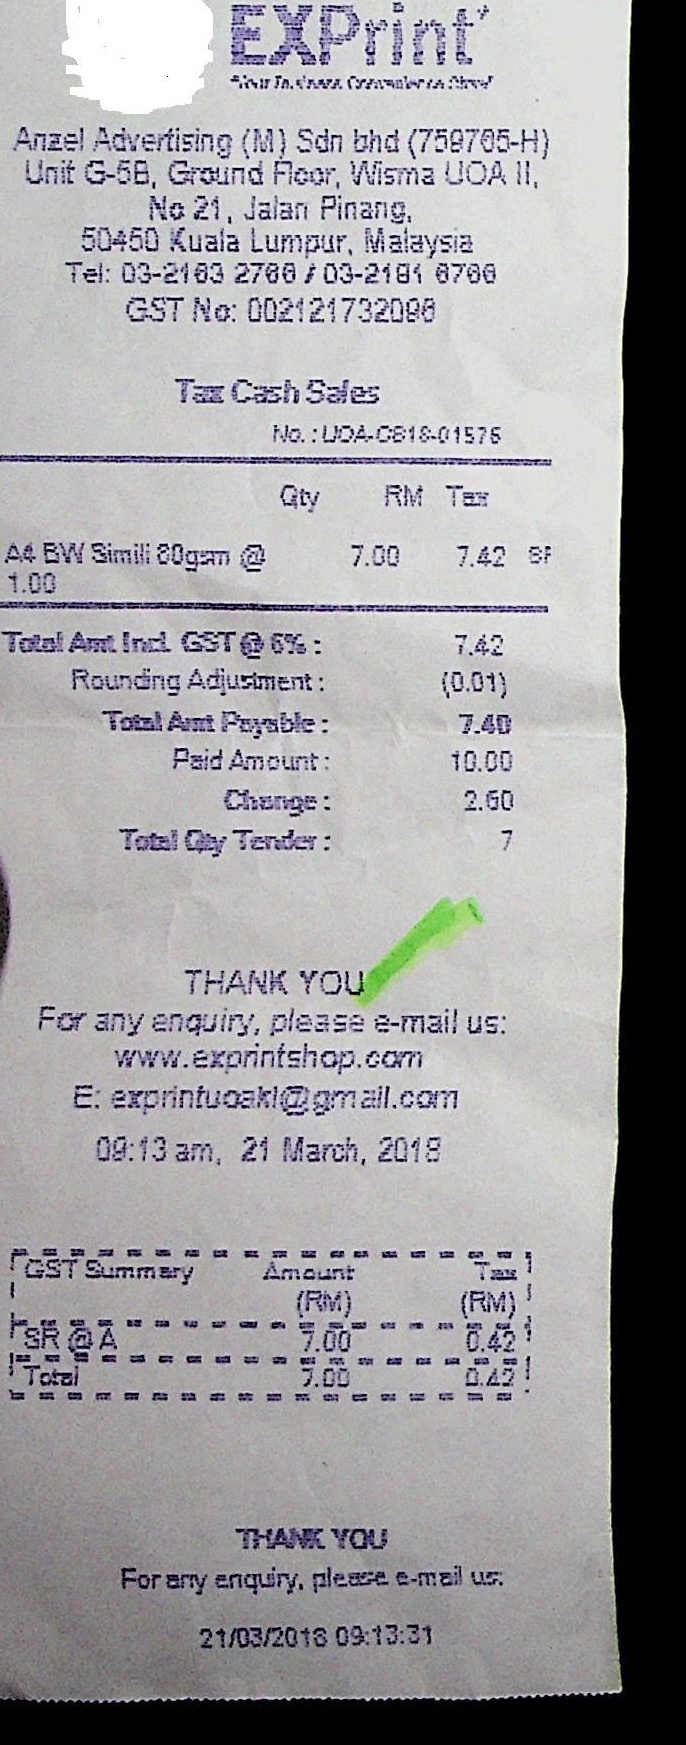 EXPrint
"Your Business Convenience Store"
Anzel Advertising (M) Sdn bhd (759765-H)
Unit G-5B, Ground Floor, Wisma UOA II,
No 21, Jalan Pinang,
50450 Kuala Lumpur, Malaysia
Tel: 03-2163 2766 / 03-2181 6766
GST No: 002121732096
Tax Cash Sales
No. : UOA-CB18-01576
Qty RM Tax
A4 BW Simili 80gsm @ 7.00 7.42 SR
1.00
Total Amt Incl. GST @ 6% : 7.42
Rounding Adjustment : (0.01)
Total Amt Payable : 7.40
Paid Amount : 10.00
Change : 2.60
Total Qty Tender : 7
THANK YOU
For any enquiry, please e-mail us:
www.exprintshop.com
E: exprintuoakl@gmail.com
09:13 am, 21 March, 2018
GST Summary Amount Tax
(RM) (RM)
SR @ A 7.00 0.42
Total 7.00 0.42
THANK YOU
For any enquiry, please e-mail us:
21/03/2018 09:13:31